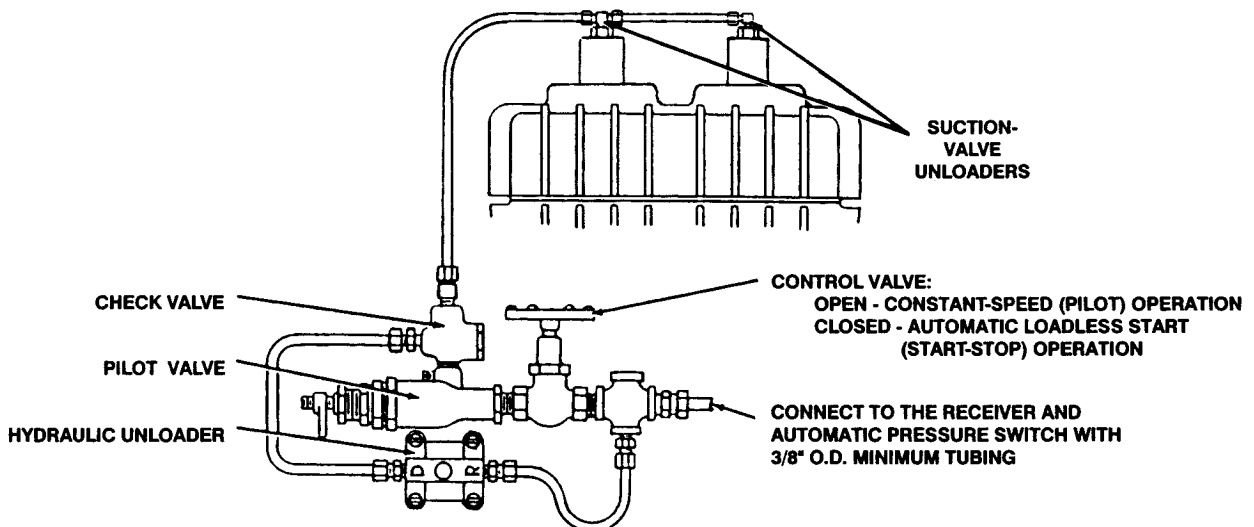 SUCTION-
VALVE
UNLOADERS
CHECK VALVE
CONTROL VALVE:
OPEN - CONSTANT-SPEED (PILOT) OPERATION
CLOSED - AUTOMATIC LOADLESS START
(START-STOP) OPERATION
PILOT VALVE
HYDRAULIC UNLOADER
CONNECT TO THE RECEIVER AND
AUTOMATIC PRESSURE SWITCH WITH
3/8" O.D. MINIMUM TUBING
D R